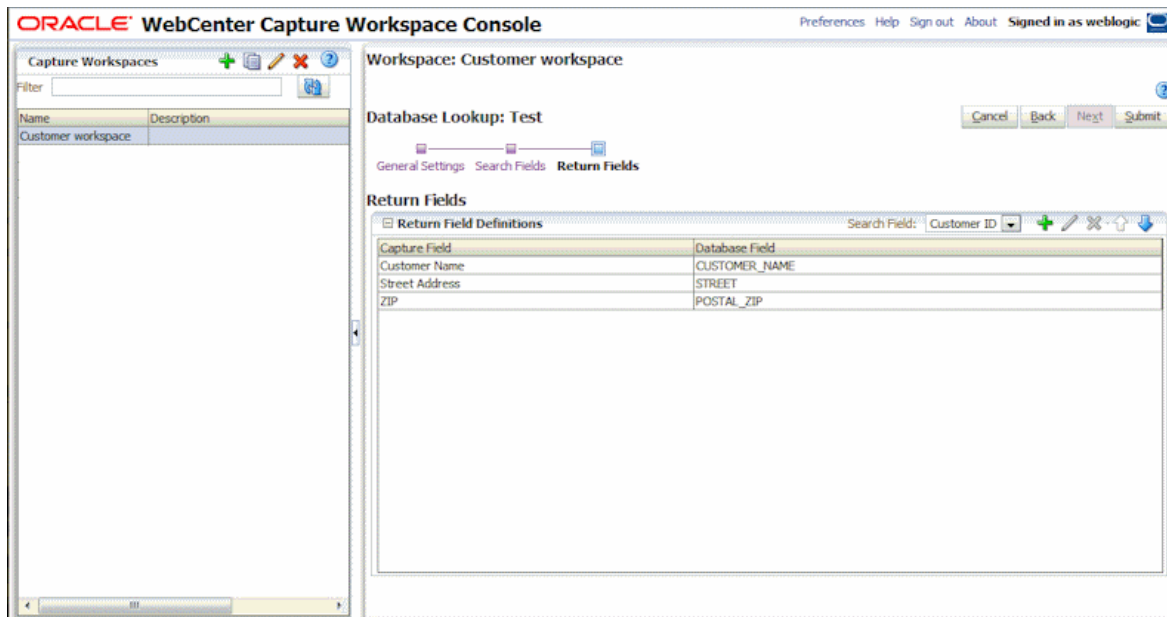 ORACLE WebCenter Capture Workspace Console
Preferences Help Sign out About Signed in as weblogic
Capture Workspaces
Filter
Name Description
Customer workspace
Workspace: Customer workspace
Database Lookup: Test
Cancel Back Next Submit
General Settings Search Fields Return Fields
Return Fields
Return Field Definitions Search Field: Customer ID
Capture Field Database Field
Customer Name CUSTOMER_NAME
Street Address STREET
ZIP POSTAL_ZIP